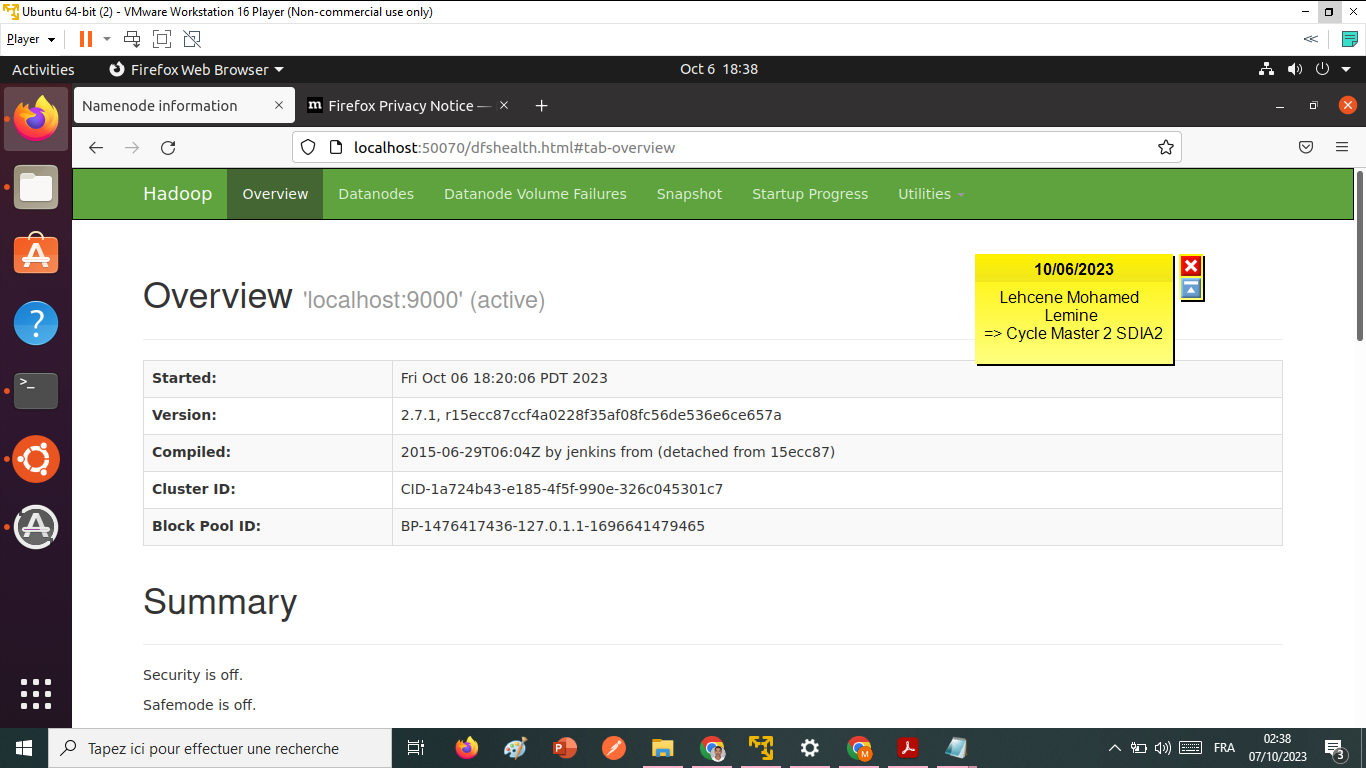 Ubuntu 64-bit (2) - VMware Workstation 16 Player (Non-commercial use only)
Player
Activities
Firefox Web Browser
Oct 6 18:38
Namenode information
m Firefox Privacy Notice —
localhost:50070/dfshealth.html#tab-overview
Hadoop Overview Datanodes Datanode Volume Failures Snapshot Startup Progress Utilities
10/06/2023
Lehcene Mohamed
Lemine
=> Cycle Master 2 SDIA2
Overview 'localhost:9000' (active)
Started: Fri Oct 06 18:20:06 PDT 2023
Version: 2.7.1, r15ecc87ccf4a0228f35af08fc56de536e6ce657a
Compiled: 2015-06-29T06:04Z by jenkins from (detached from 15ecc87)
Cluster ID: CID-1a724b43-e185-4f5f-990e-326c045301c7
Block Pool ID: BP-1476417436-127.0.1.1-1696641479465
Summary
Security is off.
Safemode is off.
Tapez ici pour effectuer une recherche
FRA
02:38
07/10/2023
3